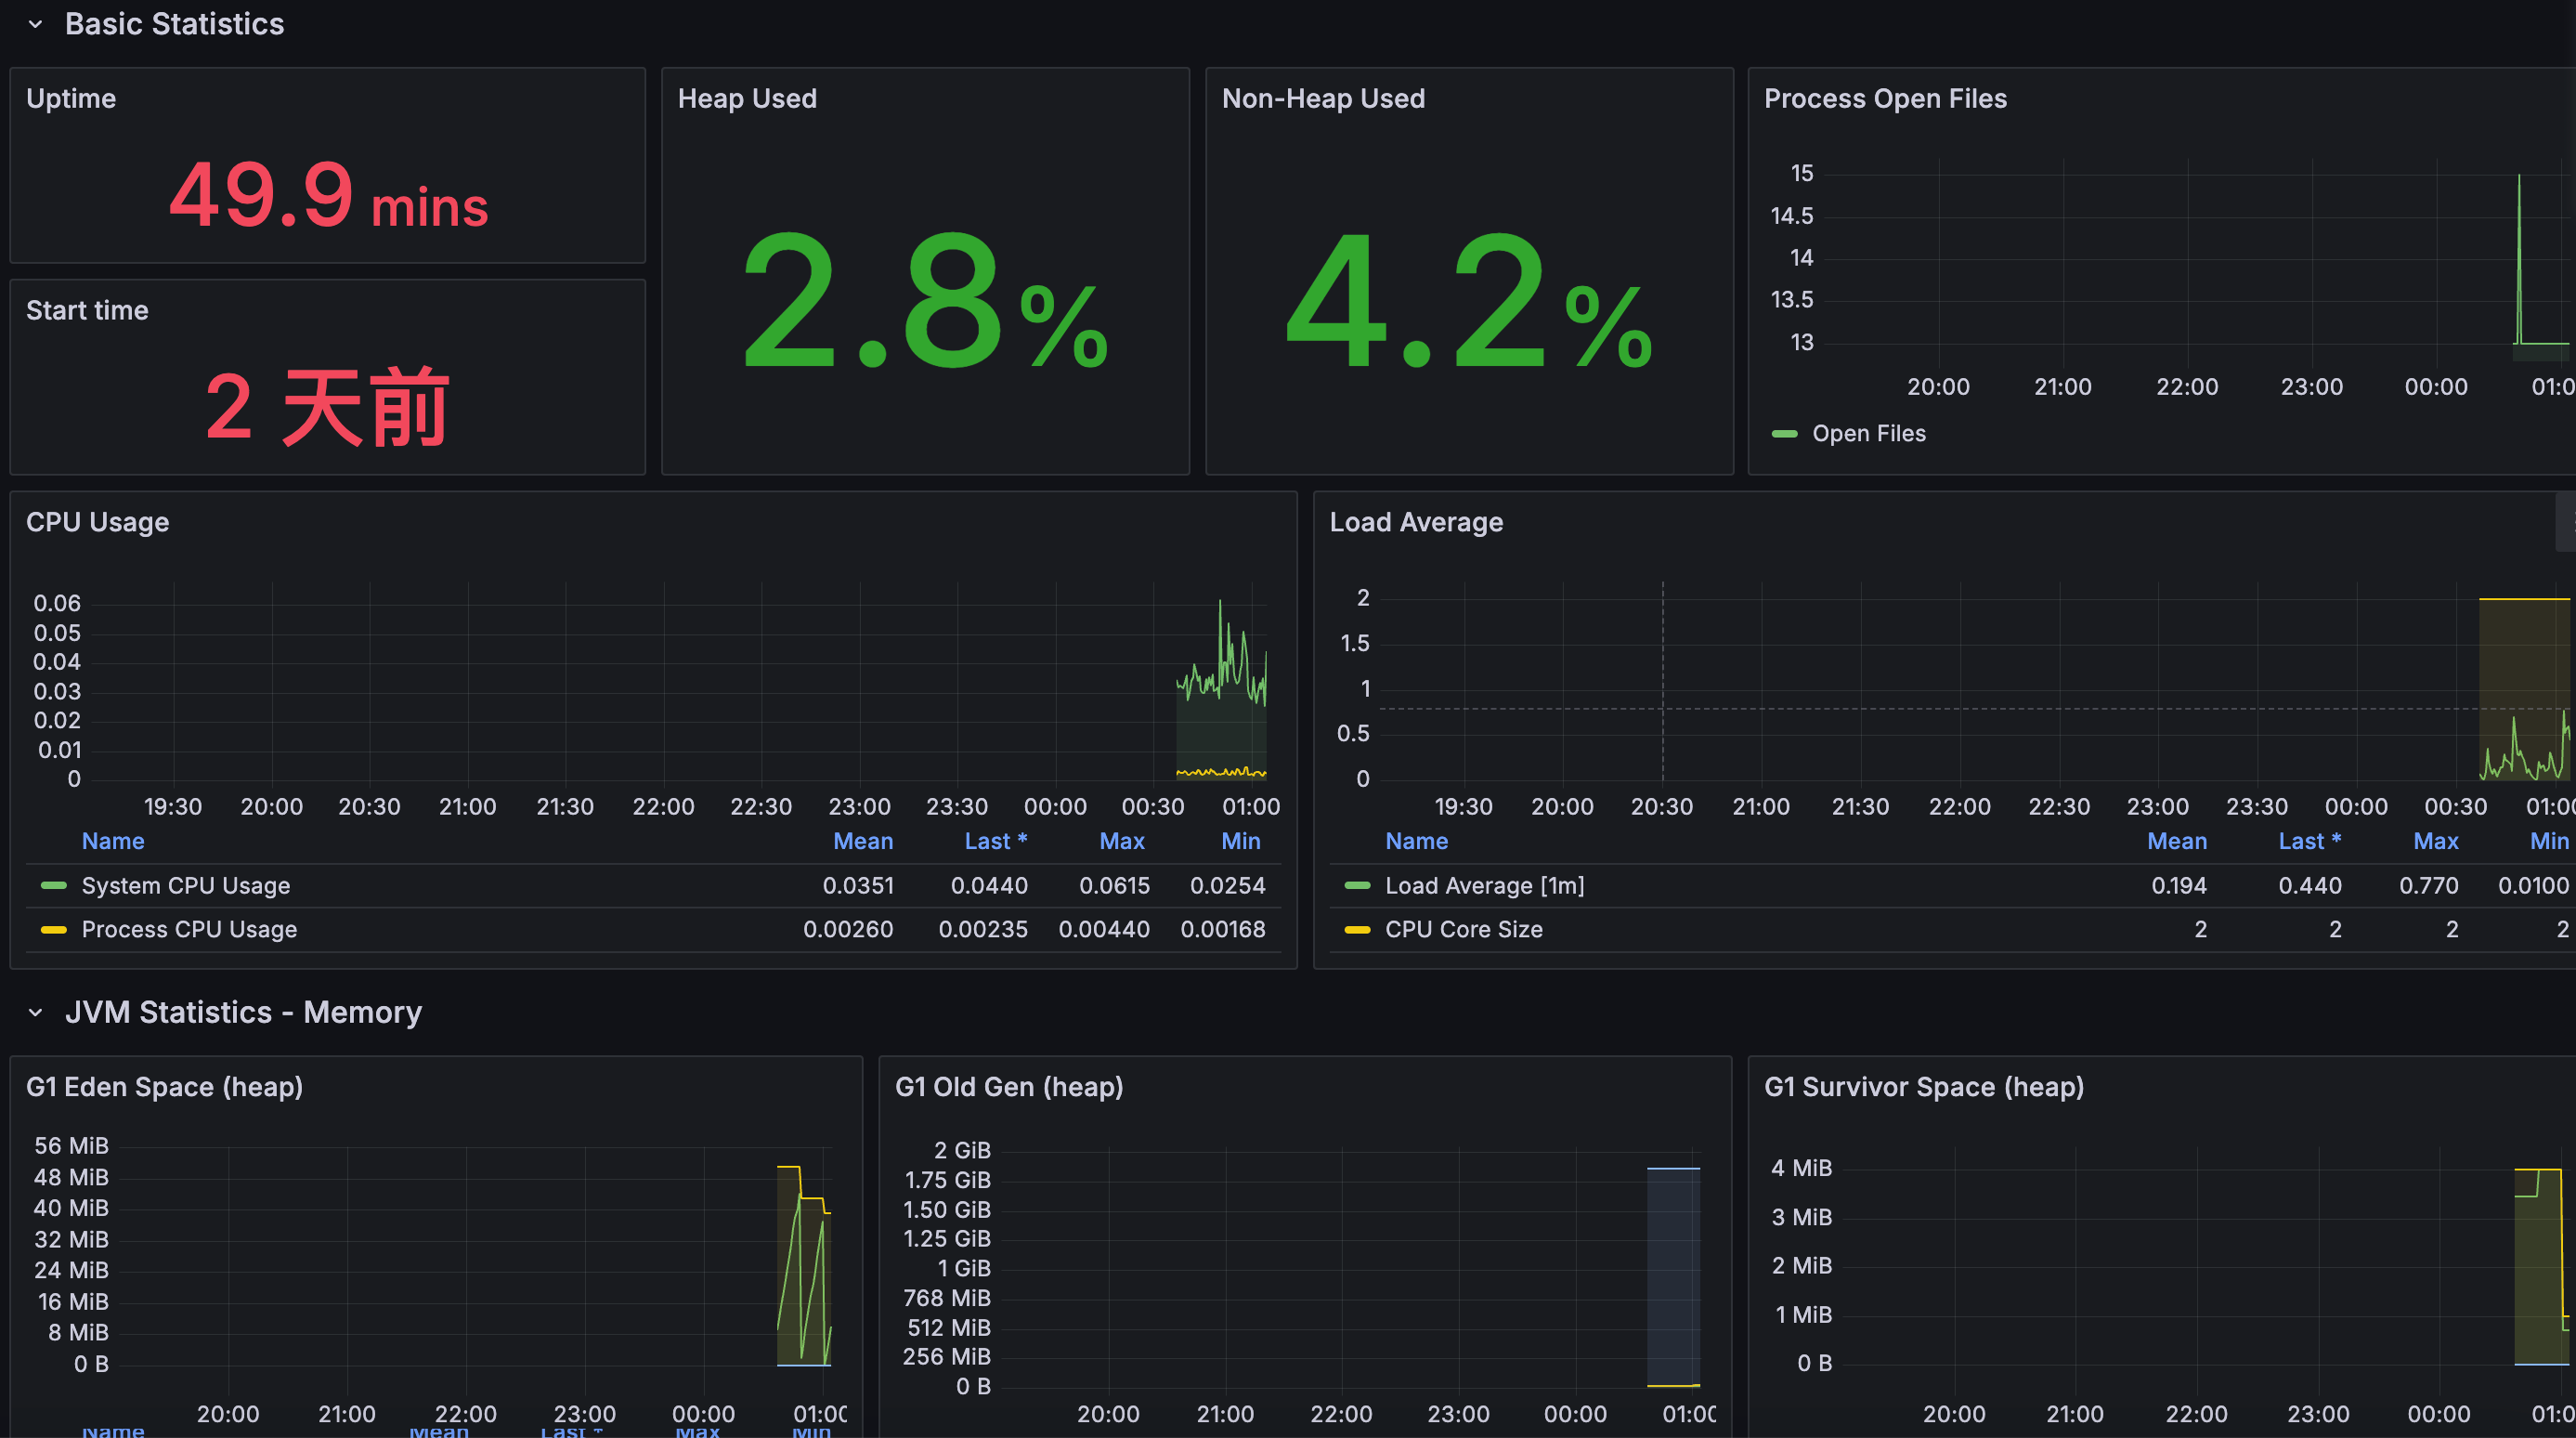 Basic Statistics
Uptime
49.9 mins
Start time
2 天前
Heap Used
2.8%
Non-Heap Used
4.2%
Process Open Files
15
14.5
14
13.5
13
20:00 21:00 22:00 23:00 00:00 01:0
Open Files
CPU Usage
0.06
0.05
0.04
0.03
0.02
0.01
0
19:30 20:00 20:30 21:00 21:30 22:00 22:30 23:00 23:30 00:00 00:30 01:00
Name Mean Last * Max Min
System CPU Usage 0.0351 0.0440 0.0615 0.0254
Process CPU Usage 0.00260 0.00235 0.00440 0.00168
Load Average
2
1.5
1
0.5
0
19:30 20:00 20:30 21:00 21:30 22:00 22:30 23:00 23:30 00:00 00:30 01:00
Name Mean Last * Max Min
Load Average [1m] 0.194 0.440 0.770 0.0100
CPU Core Size 2 2 2 2
JVM Statistics - Memory
G1 Eden Space (heap)
56 MiB
48 MiB
40 MiB
32 MiB
24 MiB
16 MiB
8 MiB
0 B
20:00 21:00 22:00 23:00 00:00 01:00
Name Mean Last * Max Min
G1 Old Gen (heap)
2 GiB
1.75 GiB
1.50 GiB
1.25 GiB
1 GiB
768 MiB
512 MiB
256 MiB
0 B
20:00 21:00 22:00 23:00 00:00 01:00
G1 Survivor Space (heap)
4 MiB
3 MiB
2 MiB
1 MiB
0 B
20:00 21:00 22:00 23:00 00:00 01:0